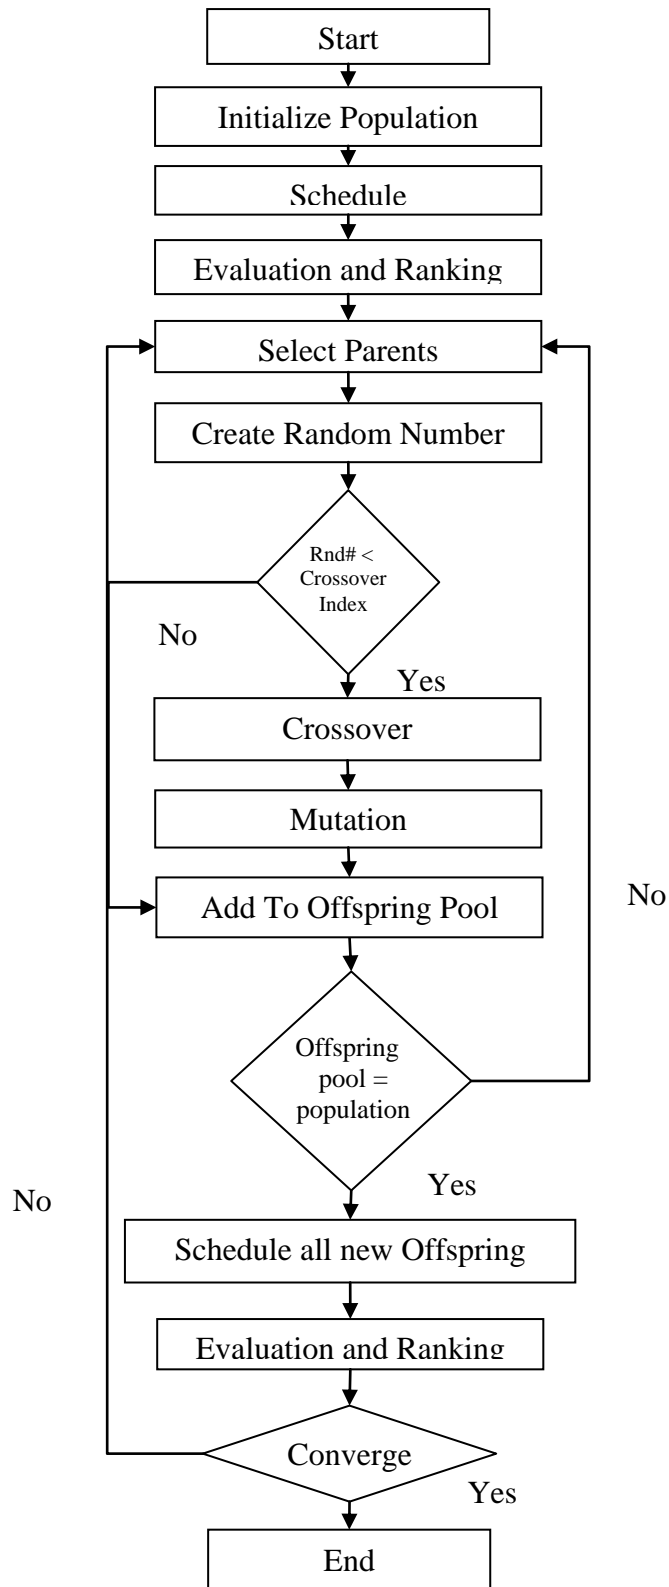 Start
Initialize Population
Schedule
Evaluation and Ranking
Select Parents
Create Random Number
Rnd# <
Crossover
Index
No
Yes
Crossover
Mutation
Add To Offspring Pool
No
Offspring
pool =
population
Yes
No
Schedule all new Offspring
Evaluation and Ranking
Converge
Yes
End